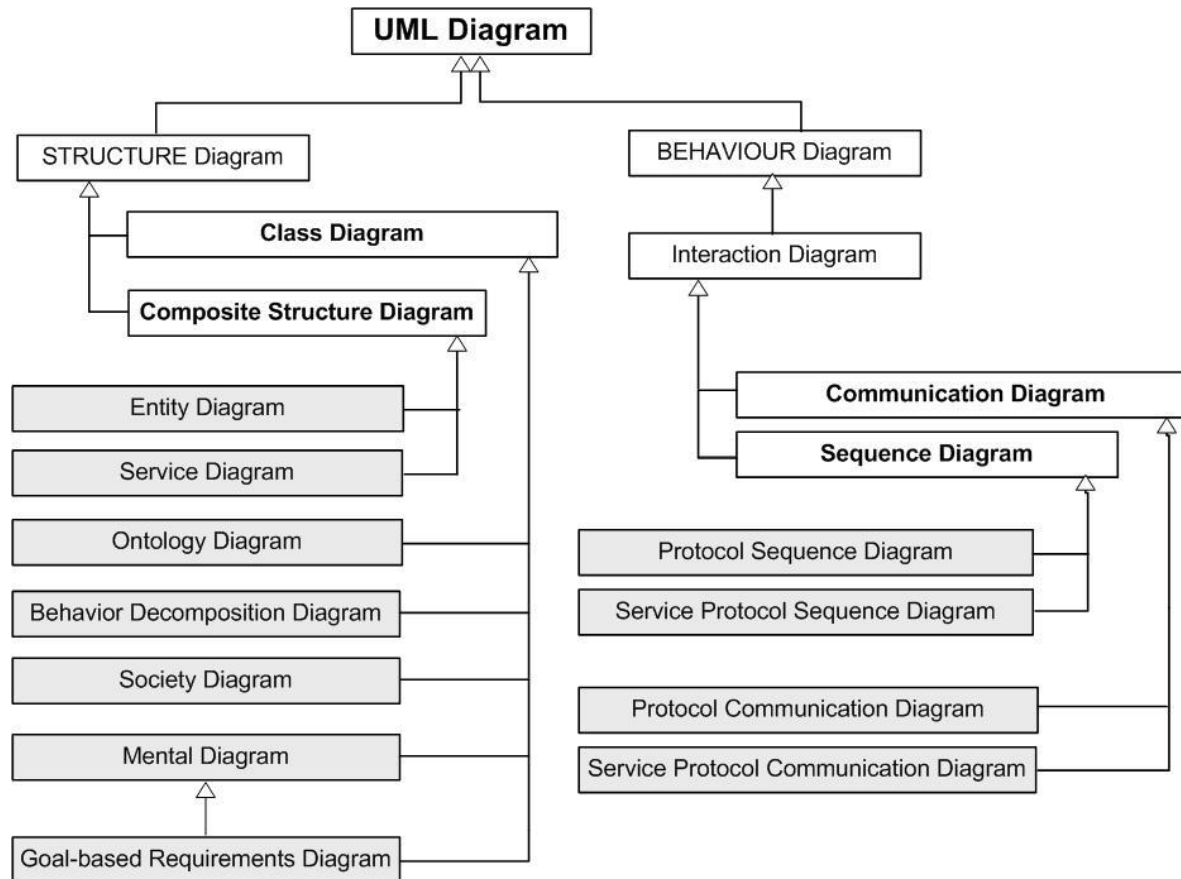 UML Diagram
STRUCTURE Diagram
BEHAVIOUR Diagram
Class Diagram
Interaction Diagram
Composite Structure Diagram
Entity Diagram
Communication Diagram
Service Diagram
Sequence Diagram
Ontology Diagram
Protocol Sequence Diagram
Behavior Decomposition Diagram
Service Protocol Sequence Diagram
Society Diagram
Protocol Communication Diagram
Mental Diagram
Service Protocol Communication Diagram
Goal-based Requirements Diagram